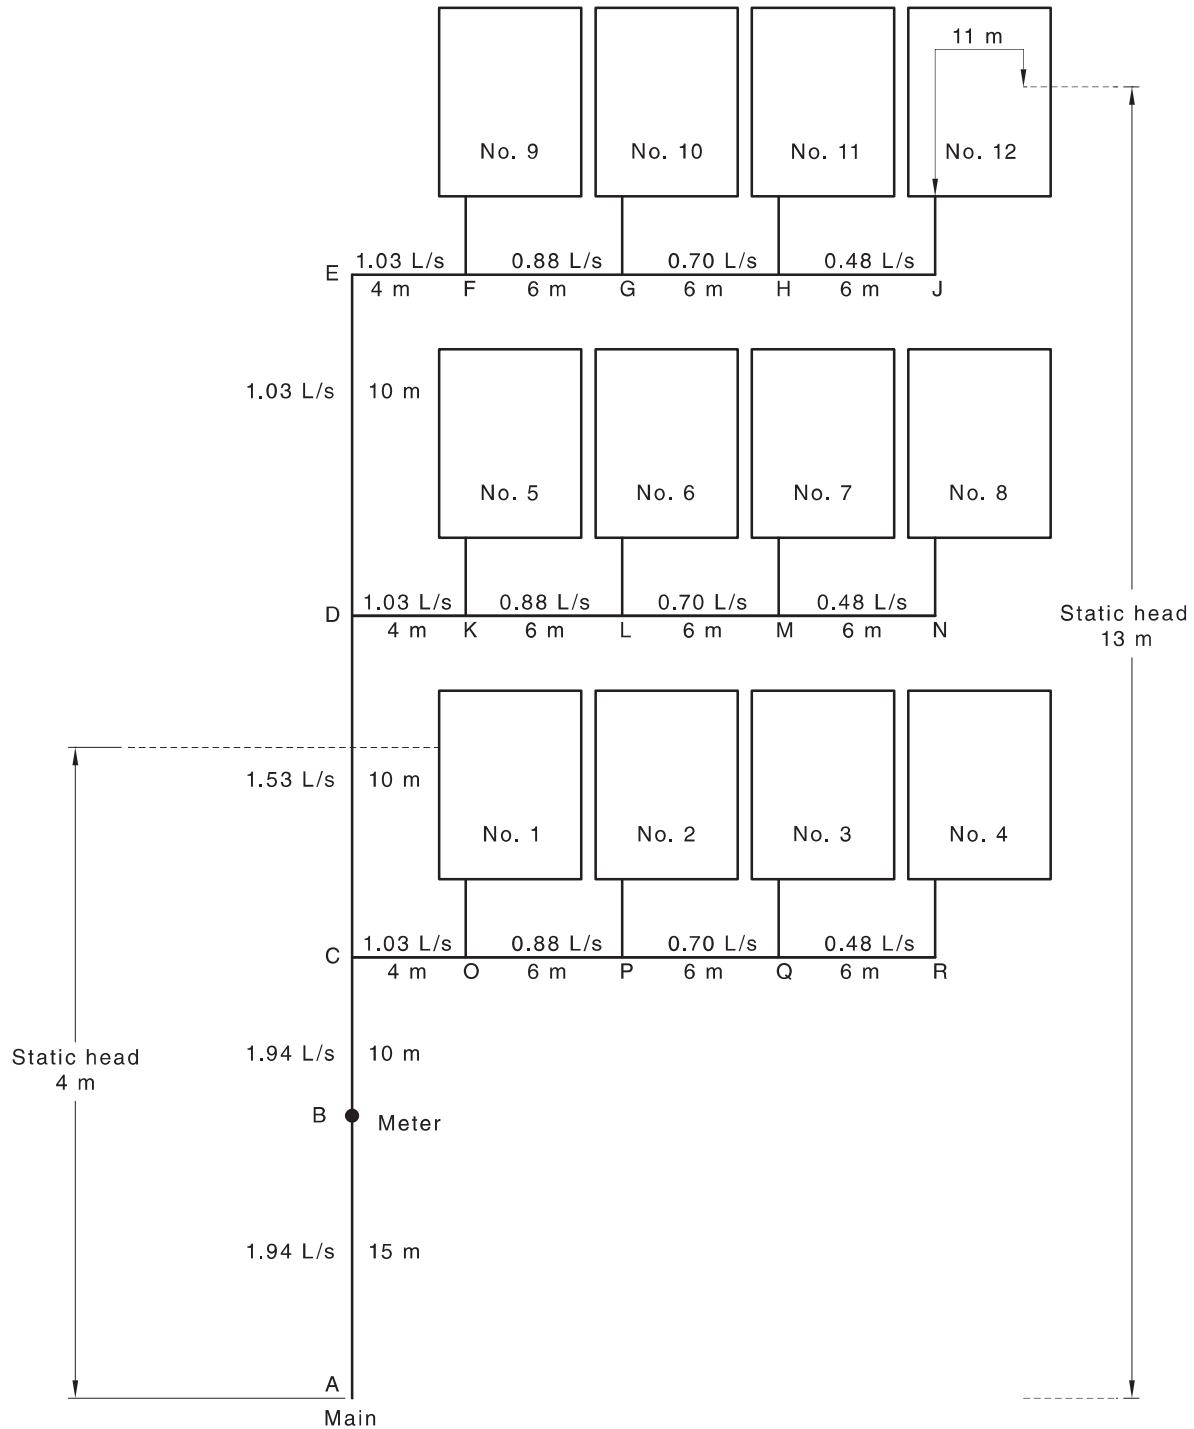 11 m
No. 9
No. 10
No. 11
No. 12
1.03 L/s
0.88 L/s
0.70 L/s
0.48 L/s
E
4 m
F
6 m
G
6 m
H
6 m
J
1.03 L/s
10 m
No. 5
No. 6
No. 7
No. 8
1.03 L/s
0.88 L/s
0.70 L/s
0.48 L/s
D
4 m
K
6 m
L
6 m
M
6 m
N
Static head
13 m
1.53 L/s
10 m
No. 1
No. 2
No. 3
No. 4
1.03 L/s
0.88 L/s
0.70 L/s
0.48 L/s
C
4 m
O
6 m
P
6 m
Q
6 m
R
Static head
4 m
1.94 L/s
10 m
B
Meter
1.94 L/s
15 m
A
Main